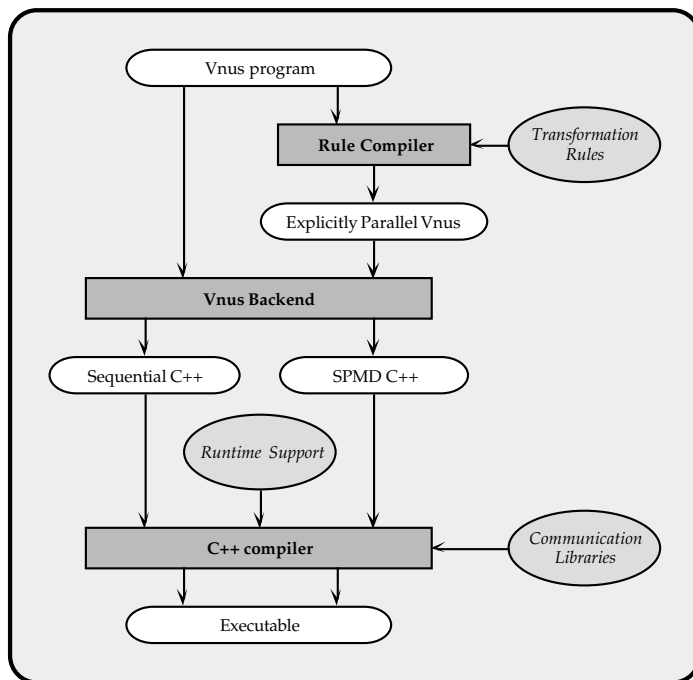 Vnus program
Rule Compiler
Transformation
Rules
Explicitly Parallel Vnus
Vnus Backend
Sequential C++
SPMD C++
Runtime Support
C++ compiler
Communication
Libraries
Executable